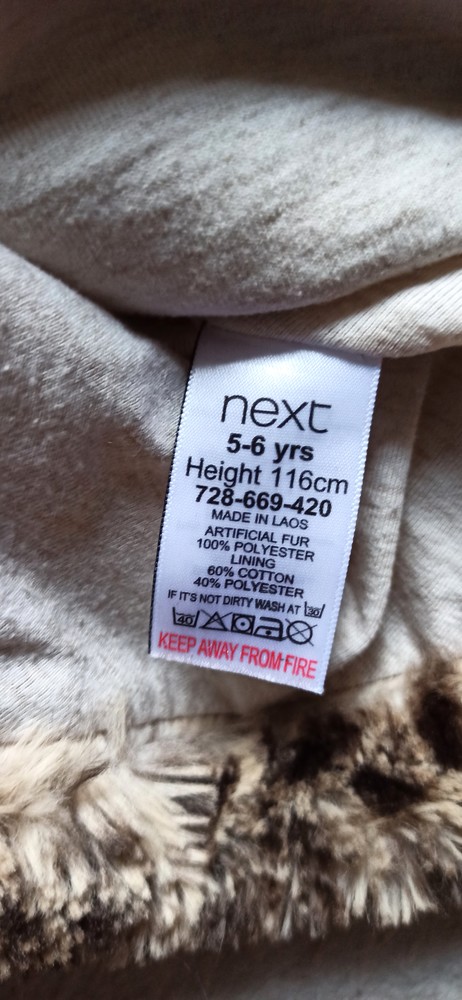 next
5-6 yrs
Height 116cm
728-669-420
MADE IN LAOS
ARTIFICIAL FUR
100% POLYESTER
LINING
60% COTTON
40% POLYESTER
IF IT'S NOT DIRTY WASH AT 30
40
KEEP AWAY FROM FIRE